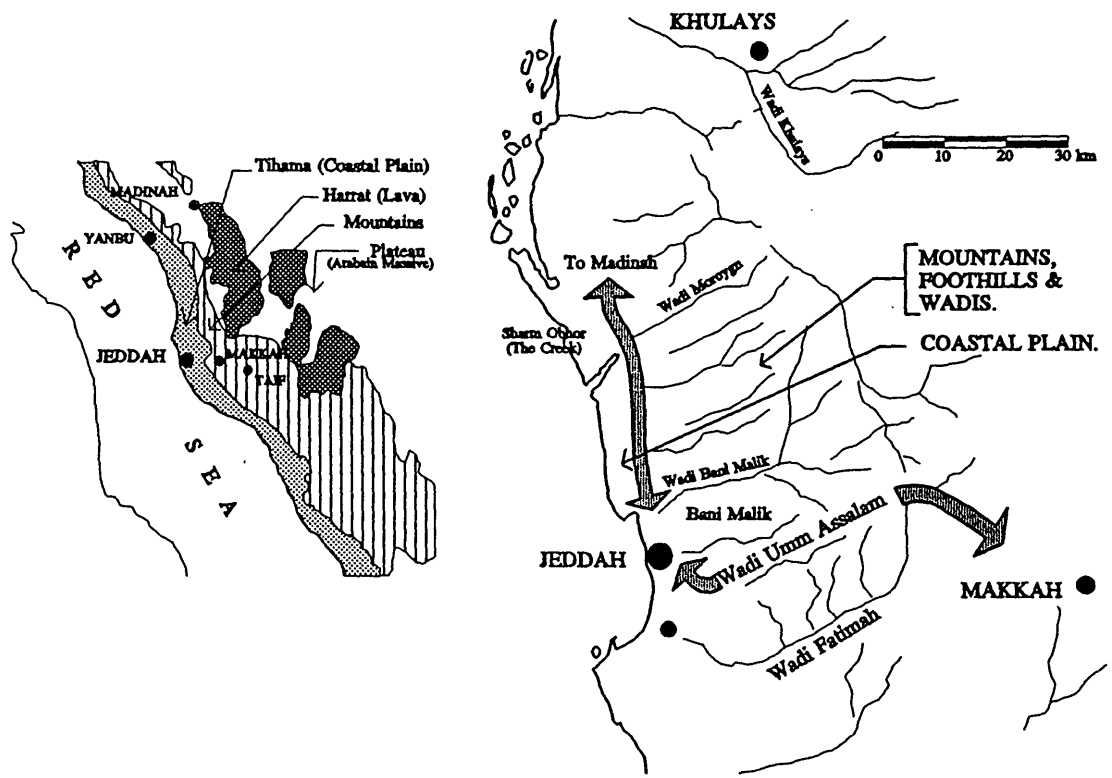 Tihama (Coastal Plain)
Harrat (Lava)
Mountains
Plateau
(Arabain Massive)
MADINAH
YANBU
JEDDAH
MAKKAH
TAIF
RED SEA
KHULAYS
Wadi Khulays
0 10 20 30 km
To Madinah
Wadi Moroygn
MOUNTAINS,
FOOTHILLS &
WADIS.
Sharm Obhor
(The Creek)
COASTAL PLAIN.
Wadi Bani Malik
Bani Malik
JEDDAH
Wadi Umm Assalam
MAKKAH
Wadi Fatimah